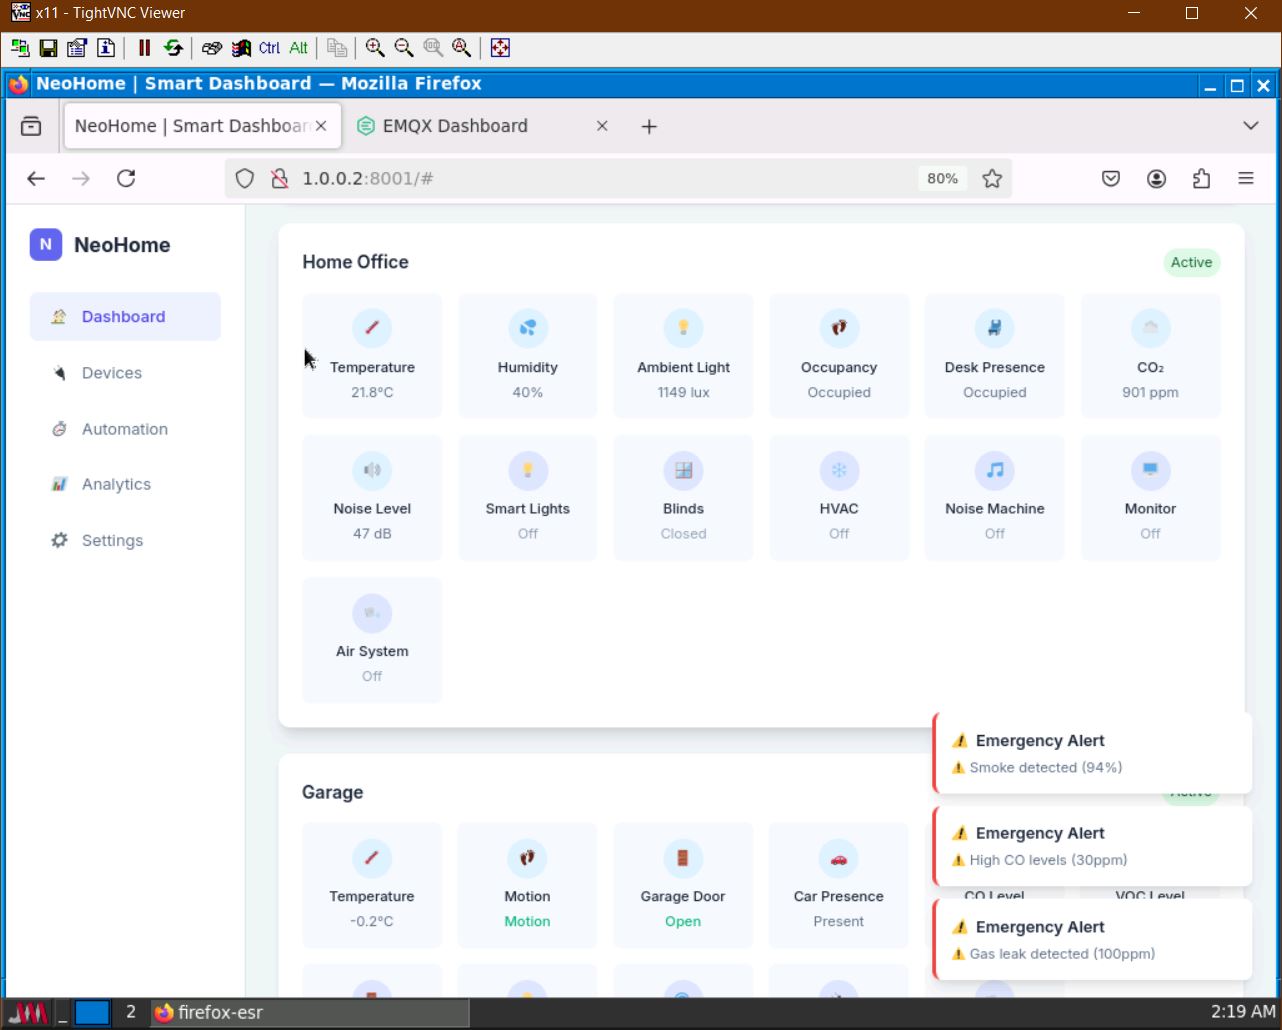 x11 - TightVNC Viewer
Ctrl Alt
NeoHome | Smart Dashboard — Mozilla Firefox
NeoHome | Smart Dashboar
EMQX Dashboard
1.0.0.2:8001/#
80%
N NeoHome
Dashboard
Devices
Automation
Analytics
Settings
Home Office
Active
Temperature
21.8°C
Humidity
40%
Ambient Light
1149 lux
Occupancy
Occupied
Desk Presence
Occupied
CO₂
901 ppm
Noise Level
47 dB
Smart Lights
Off
Blinds
Closed
HVAC
Off
Noise Machine
Off
Monitor
Off
Air System
Off
Garage
Active
Temperature
-0.2°C
Motion
Motion
Garage Door
Open
Car Presence
Present
CO Level
VOC Level
Emergency Alert
Smoke detected (94%)
Emergency Alert
High CO levels (30ppm)
Emergency Alert
Gas leak detected (100ppm)
2
firefox-esr
2:19 AM